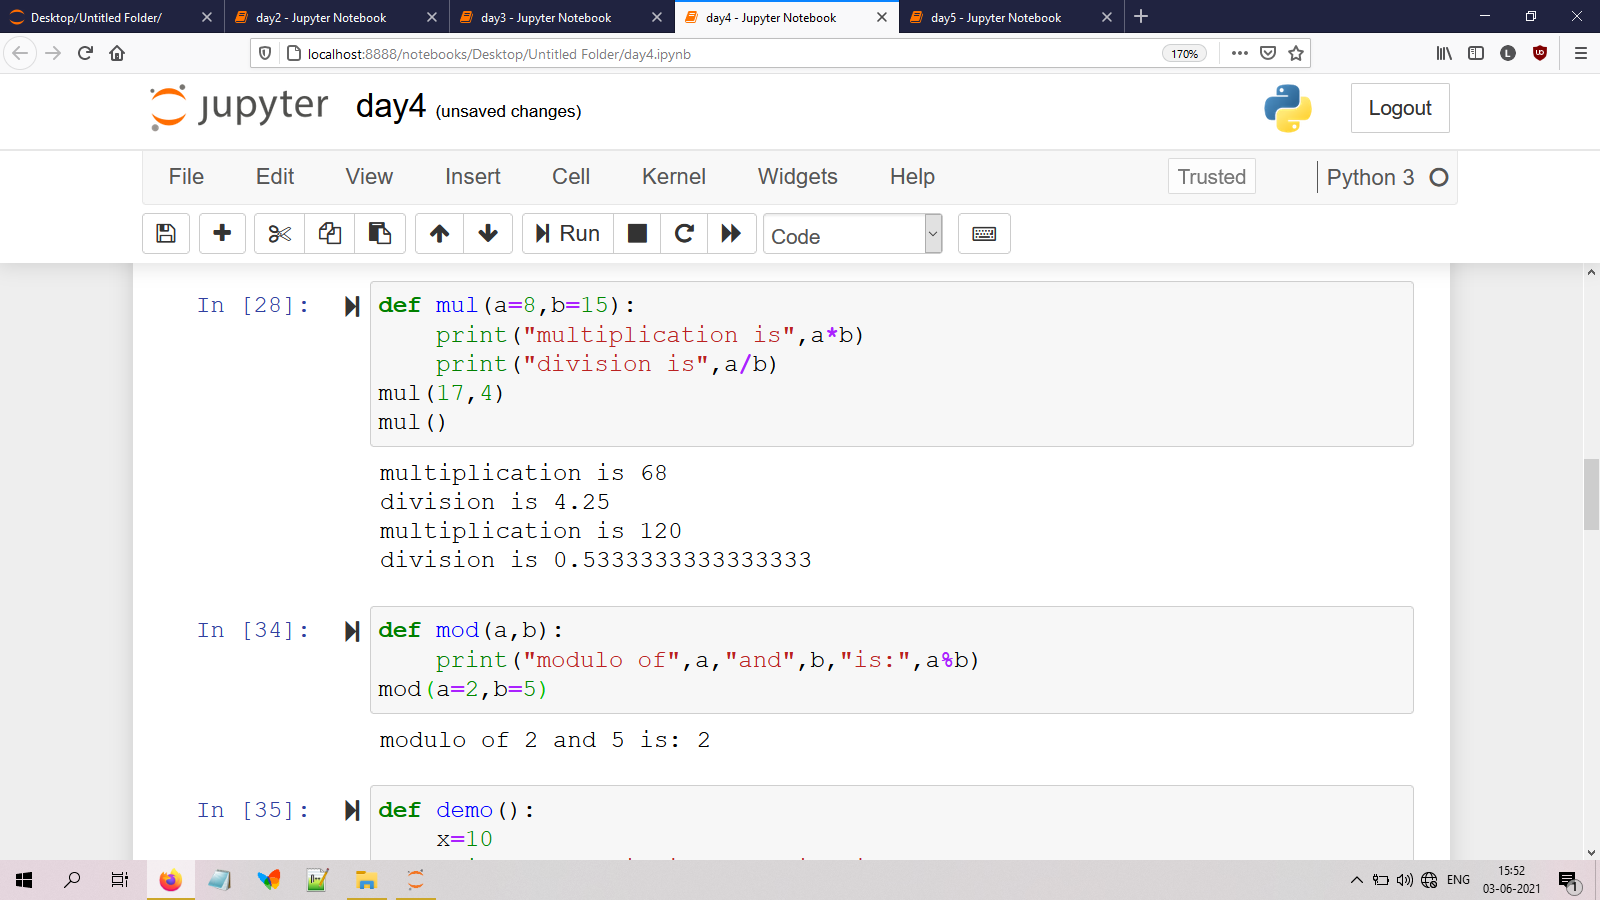 Desktop/Untitled Folder/
day2 - Jupyter Notebook
day3 - Jupyter Notebook
day4 - Jupyter Notebook
day5 - Jupyter Notebook
localhost:8888/notebooks/Desktop/Untitled Folder/day4.ipynb
170%
L
jupyter day4 (unsaved changes)
Logout
File Edit View Insert Cell Kernel Widgets Help
Trusted
Python 3
Run
Code
In [28]:
def mul(a=8,b=15):
    print("multiplication is",a*b)
    print("division is",a/b)
mul(17,4)
mul()
multiplication is 68
division is 4.25
multiplication is 120
division is 0.5333333333333333
In [34]:
def mod(a,b):
    print("modulo of",a,"and",b,"is:",a%b)
mod(a=2,b=5)
modulo of 2 and 5 is: 2
In [35]:
def demo():
    x=10
ENG
15:52
03-06-2021
1